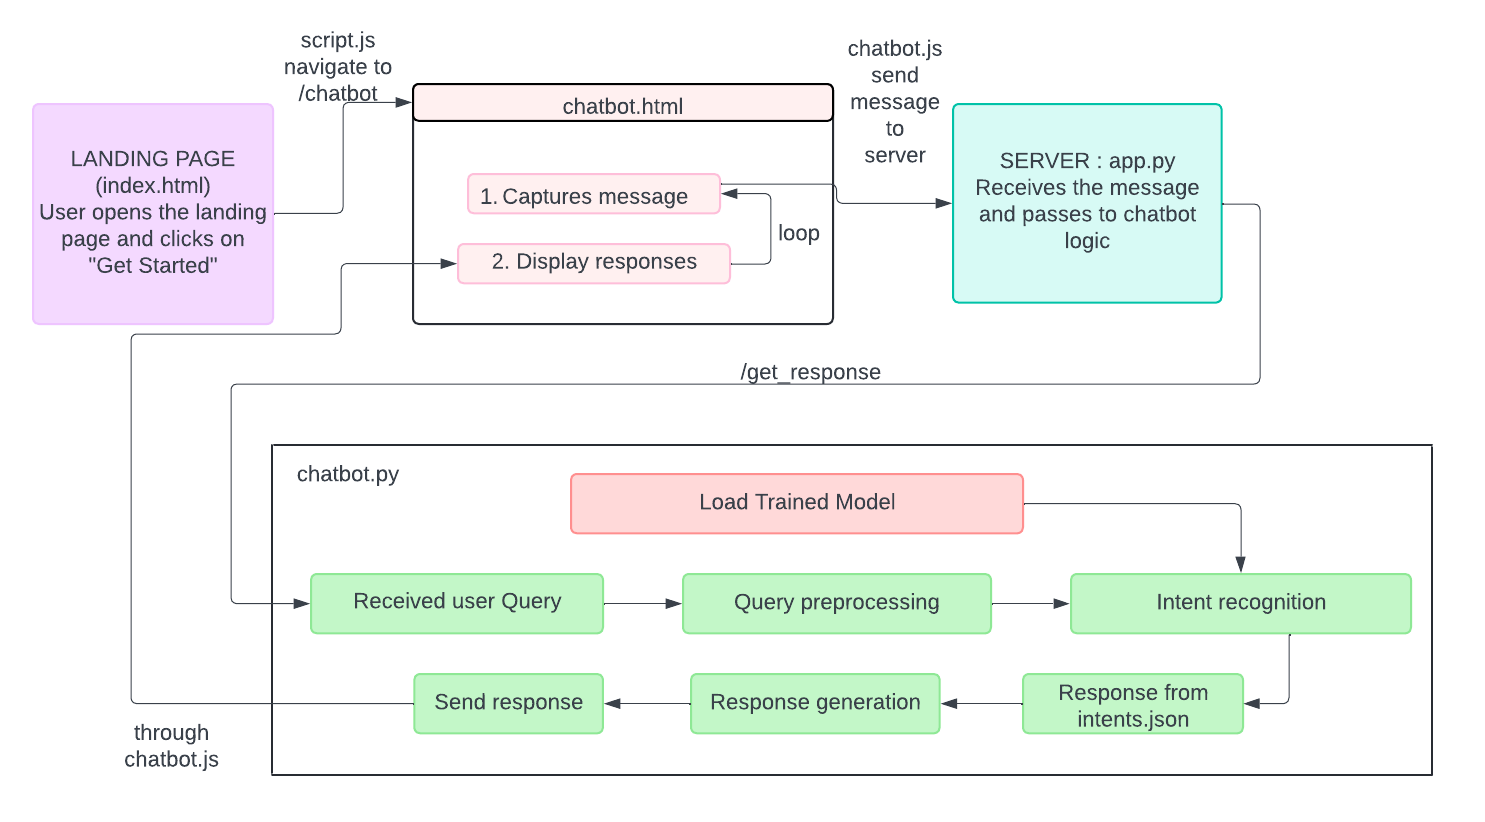 script.js
navigate to
/chatbot
LANDING PAGE
(index.html)
User opens the landing
page and clicks on
"Get Started"
chatbot.html
1. Captures message
loop
2. Display responses
chatbot.js
send
message
to
server
SERVER : app.py
Receives the message
and passes to chatbot
logic
/get_response
chatbot.py
Load Trained Model
Received user Query
Query preprocessing
Intent recognition
Send response
Response generation
Response from
intents.json
through
chatbot.js